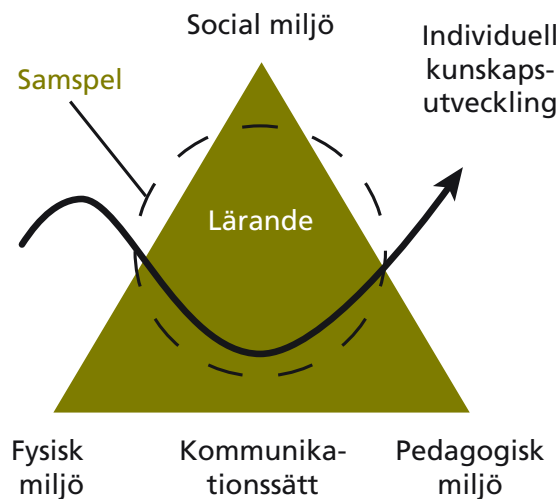 Social miljö
Individuell
kunskaps-
utveckling
Samspel
Lärande
Fysisk
miljö
Kommunika-
tionssätt
Pedagogisk
miljö